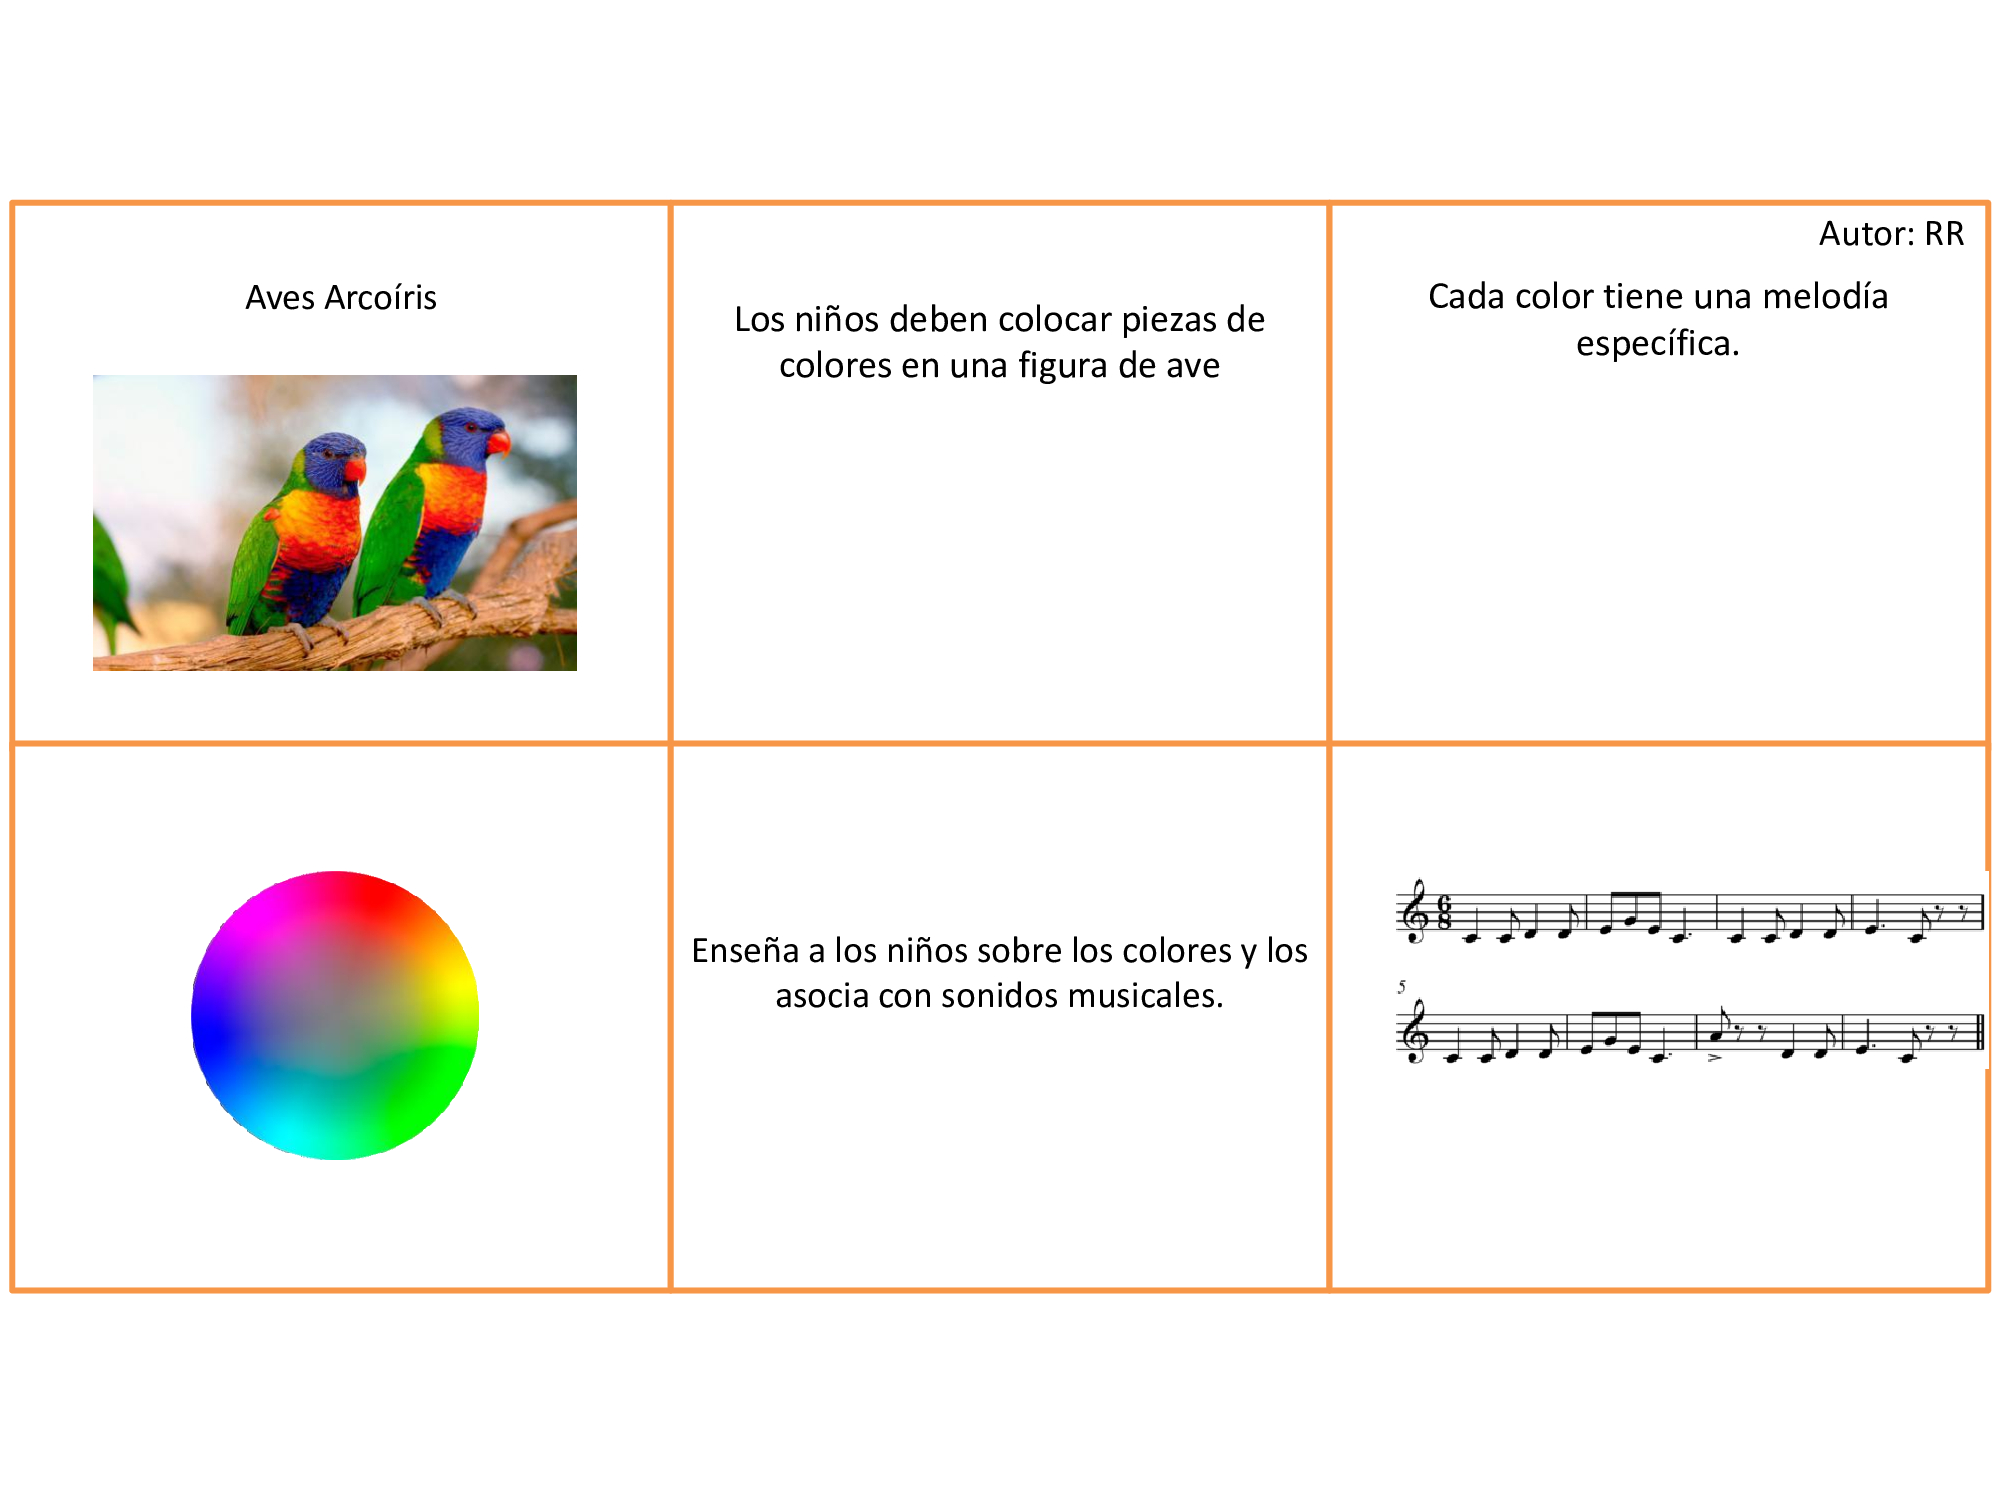 Aves Arcoíris
Los niños deben colocar piezas de
colores en una figura de ave
Autor: RR
Cada color tiene una melodía
específica.
Enseña a los niños sobre los colores y los
asocia con sonidos musicales.
6
8
5